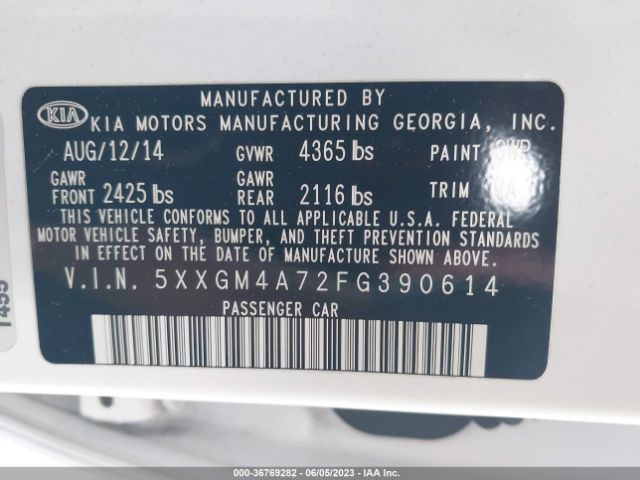 MANUFACTURED BY
KIA KIA MOTORS MANUFACTURING GEORGIA, INC.
AUG/12/14 GVWR 4365 lbs PAINT SWP
GAWR FRONT 2425 lbs GAWR REAR 2116 lbs TRIM
THIS VEHICLE CONFORMS TO ALL APPLICABLE U.S.A. FEDERAL
MOTOR VEHICLE SAFETY, BUMPER, AND THEFT PREVENTION STANDARDS
IN EFFECT ON THE DATE OF MANUFACTURE SHOWN ABOVE.
V.I.N. 5XXGM4A72FG390614
PASSENGER CAR
1455
000-36769282 - 06/05/2023 - IAA Inc.